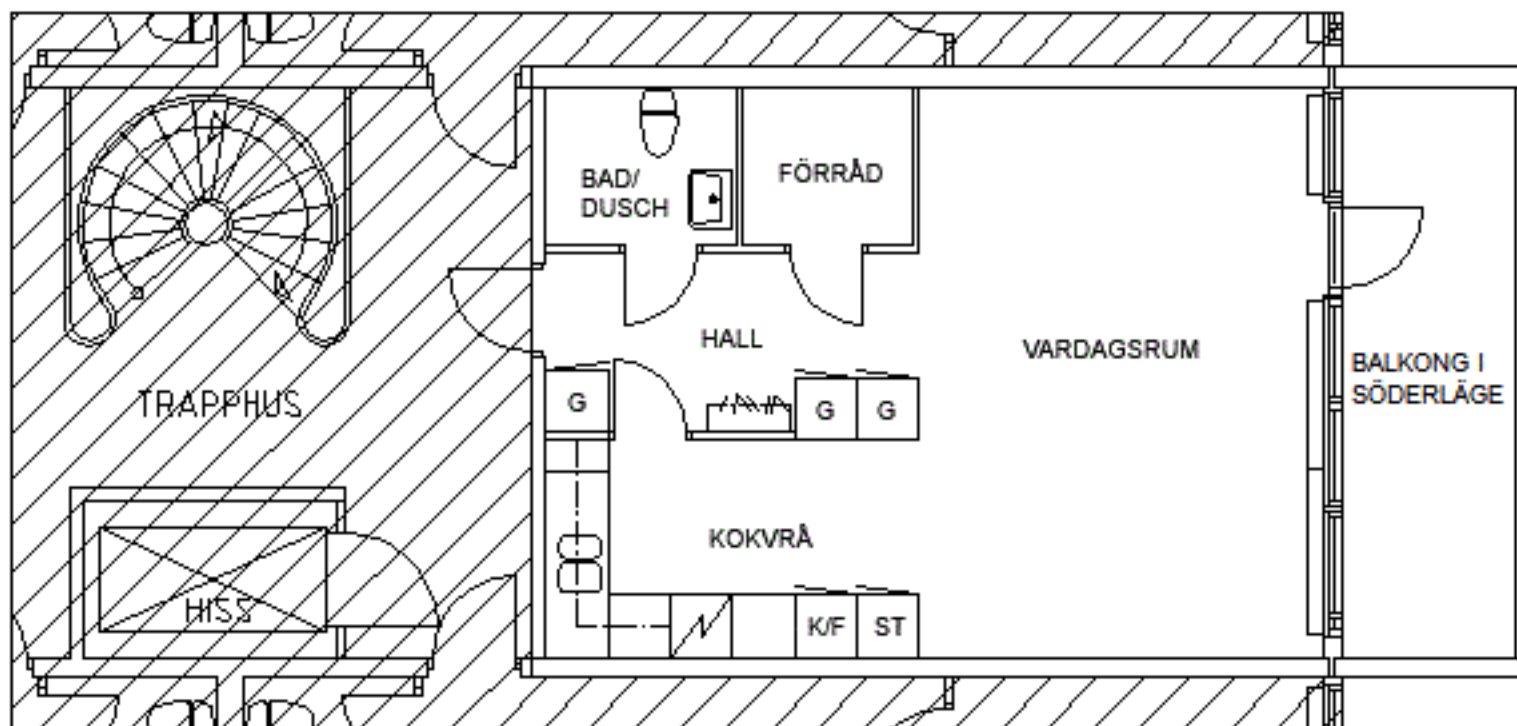 BAD/
DUSCH
FÖRRÅD
HALL
VARDAGSRUM
BALKONG I
SÖDERLÄGE
TRAPPHUS
G
G
G
KOKVRÅ
HISS
K/F
ST